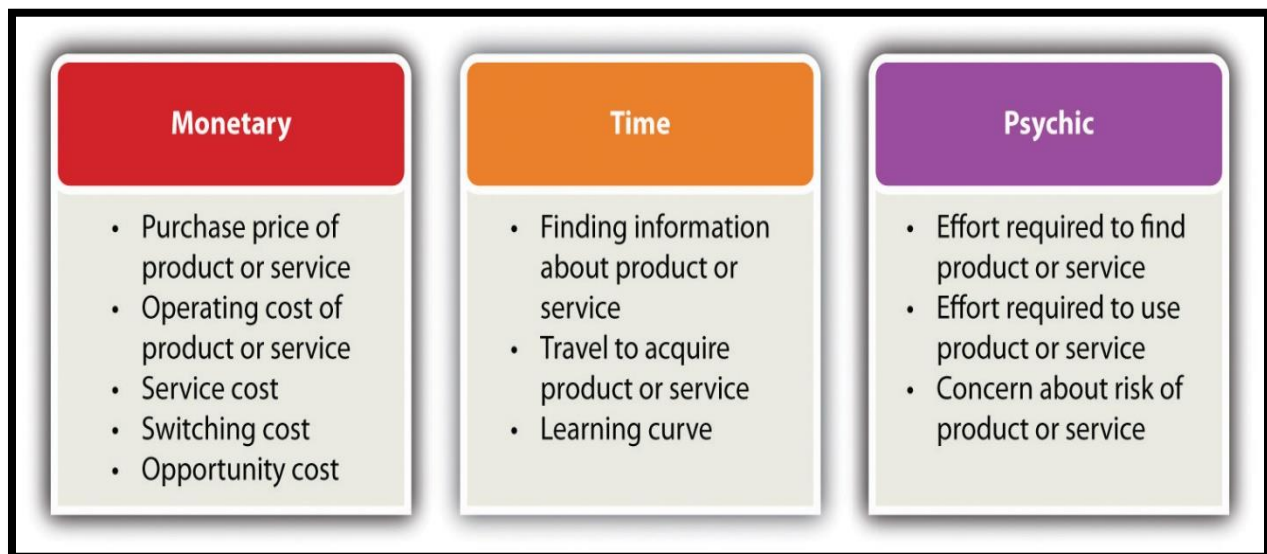 Monetary
• Purchase price of
product or service
• Operating cost of
product or service
• Service cost
• Switching cost
• Opportunity cost
Time
• Finding information
about product or
service
• Travel to acquire
product or service
• Learning curve
Psychic
• Effort required to find
product or service
• Effort required to use
product or service
• Concern about risk of
product or service